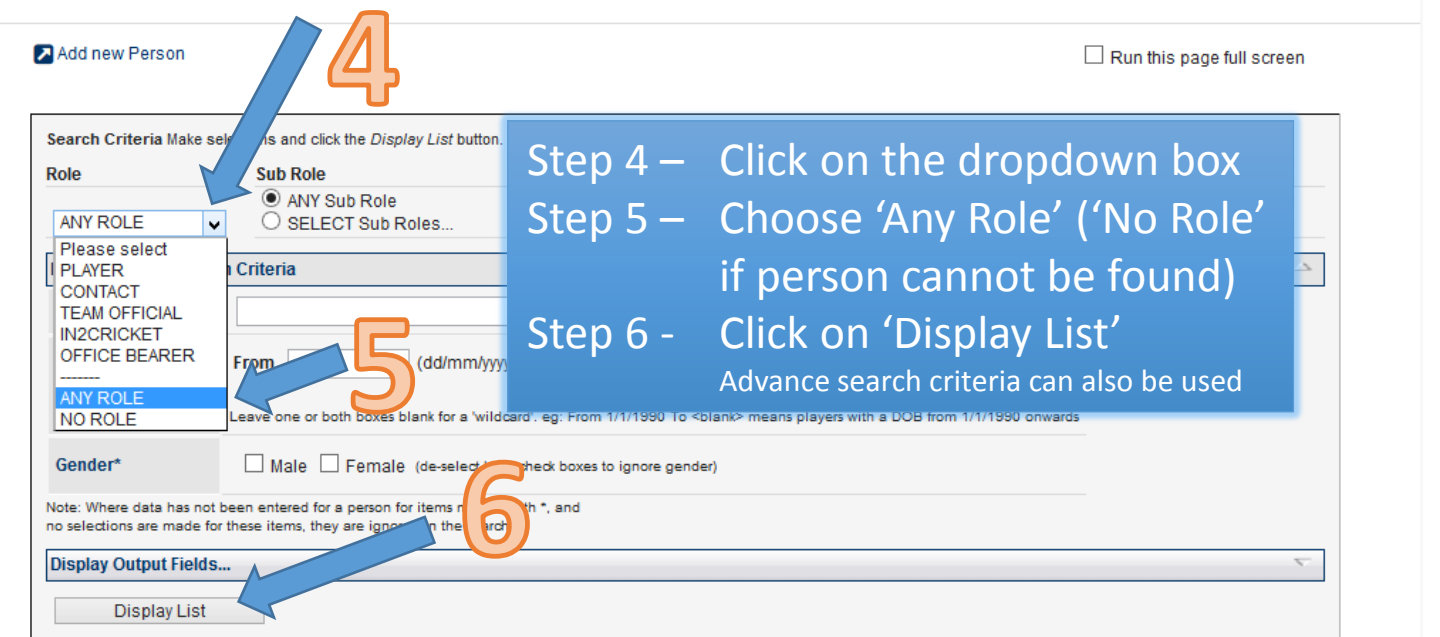 4
Add new Person
Run this page full screen
Search Criteria Make and click the Display List button.
Role
Sub Role
ANY Sub Role
SELECT Sub Roles...
ANY ROLE
Please select
PLAYER
CONTACT
TEAM OFFICIAL
IN2CRICKET
OFFICE BEARER
-------
ANY ROLE
NO ROLE
Criteria
Step 4 – Click on the dropdown box
Step 5 – Choose ‘Any Role’ (‘No Role’
if person cannot be found)
Step 6 - Click on ‘Display List’
Advance search criteria can also be used
5
From (dd/mm/yyyy
Leave one or both boxes blank for a 'wildcard'. eg: From 1/1/1990 To <blank> means players with a DOB from 1/1/1990 onwards
Gender*
Male Female (de-select check boxes to ignore gender)
Note: Where data has not been entered for a person for items *, and
no selections are made for these items, they are the
6
Display Output Fields...
Display List